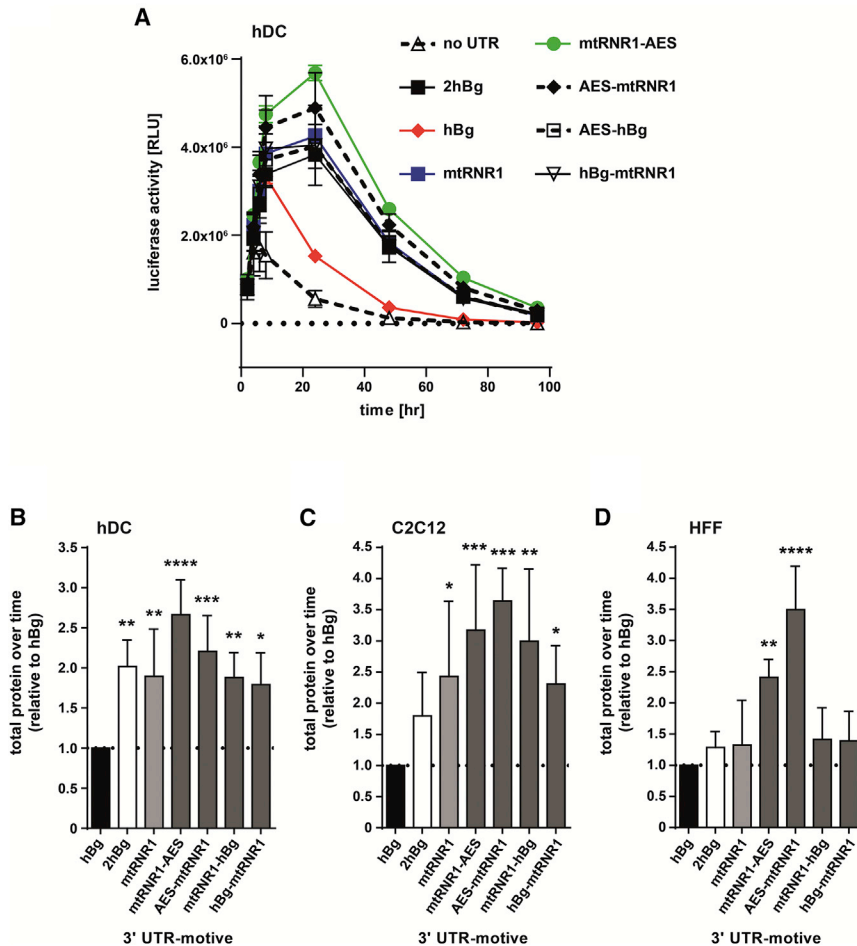 A
hDC
no UTR
mtRNR1-AES
2hBg
AES-mtRNR1
hBg
AES-hBg
mtRNR1
hBg-mtRNR1
luciferase activity [RLU]
6.0x10⁶
4.0x10⁶
2.0x10⁶
0
0 20 40 60 80 100
time [hr]
B
hDC
total protein over time
(relative to hBg)
3.5
3.0
2.5
2.0
1.5
1.0
0.5
0
** ** **** *** ** *
hBg
2hBg
mtRNR1
mtRNR1-AES
AES-mtRNR1
mtRNR1-hBg
hBg-mtRNR1
3' UTR-motive
C
C2C12
total protein over time
(relative to hBg)
4.5
4.0
3.5
3.0
2.5
2.0
1.5
1.0
0.5
0
* *** *** ** *
hBg
2hBg
mtRNR1
mtRNR1-AES
AES-mtRNR1
mtRNR1-hBg
hBg-mtRNR1
3' UTR-motive
D
HFF
total protein over time
(relative to hBg)
4.5
4.0
3.5
3.0
2.5
2.0
1.5
1.0
0.5
0
** ****
hBg
2hBg
mtRNR1
mtRNR1-AES
AES-mtRNR1
mtRNR1-hBg
hBg-mtRNR1
3' UTR-motive